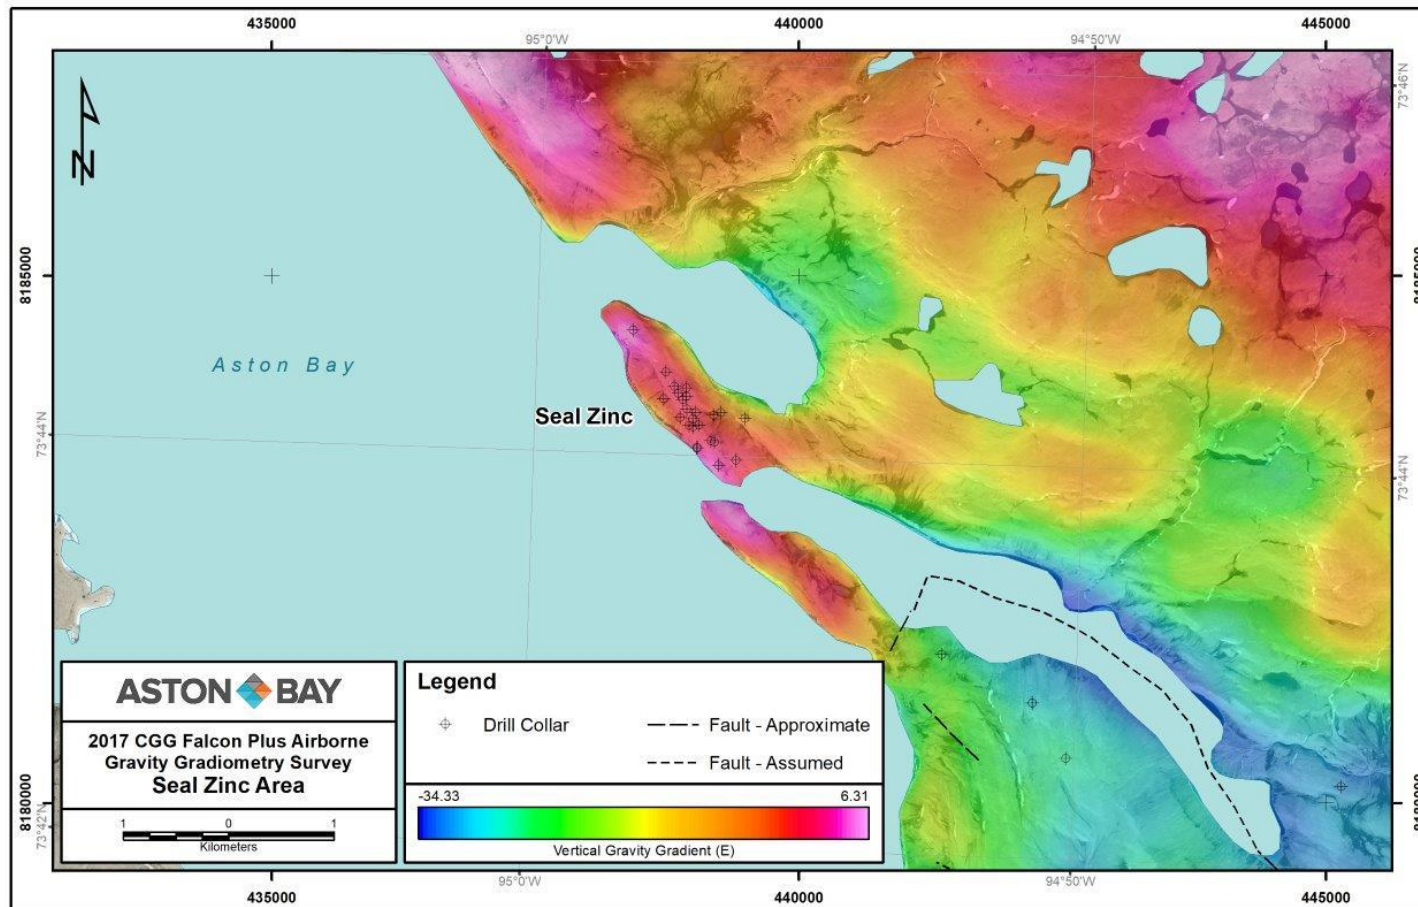 435000
440000
445000
95°0'W
94°50'W
73°46'N
N
8185000
8185000
Aston Bay
Seal Zinc
73°44'N
73°44'N
ASTON BAY
2017 CGG Falcon Plus Airborne
Gravity Gradiometry Survey
Seal Zinc Area
1 0 1
Kilometers
Legend
Drill Collar
Fault - Approximate
Fault - Assumed
-34.33 6.31
Vertical Gravity Gradient (E)
8180000
8180000
73°42'N
95°0'W
94°50'W
435000
440000
445000